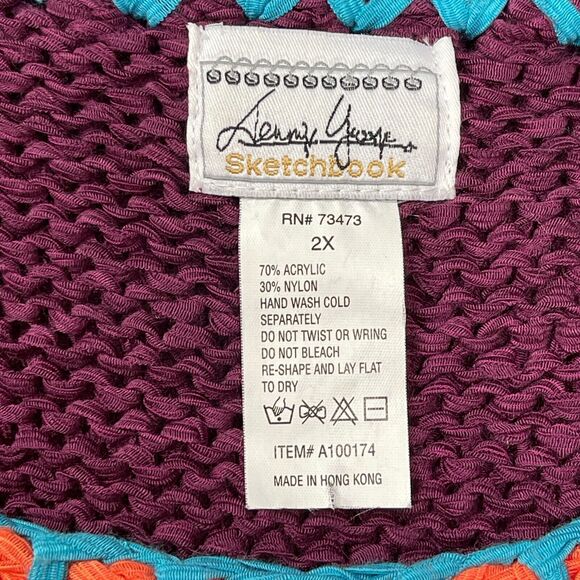 Sketchbook
RN# 73473
2X
70% ACRYLIC
30% NYLON
HAND WASH COLD
SEPARATELY
DO NOT TWIST OR WRING
DO NOT BLEACH
RE-SHAPE AND LAY FLAT
TO DRY
ITEM# A100174
MADE IN HONG KONG